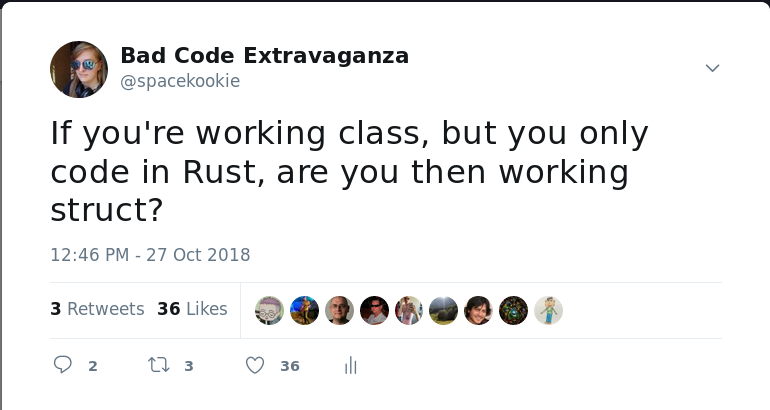 Bad Code Extravaganza
@spacekookie
If you're working class, but you only
code in Rust, are you then working
struct?
12:46 PM - 27 Oct 2018
3 Retweets 36 Likes
2 3 36